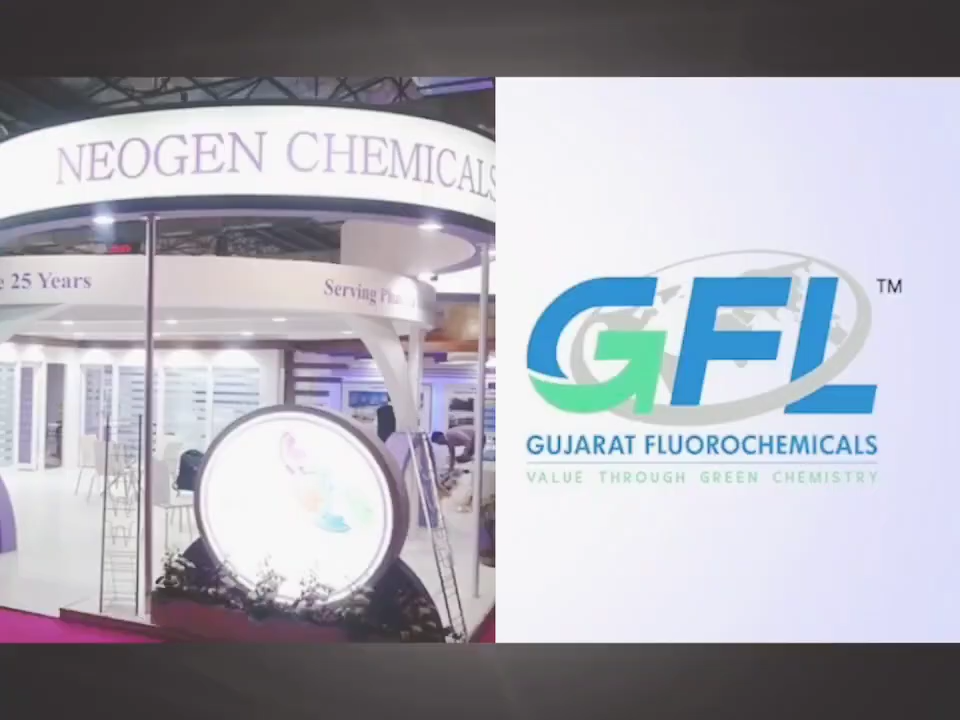 NEOGEN CHEMICALS
25 Years
Serving
GFL
TM
GUJARAT FLUOROCHEMICALS
VALUE THROUGH GREEN CHEMISTRY